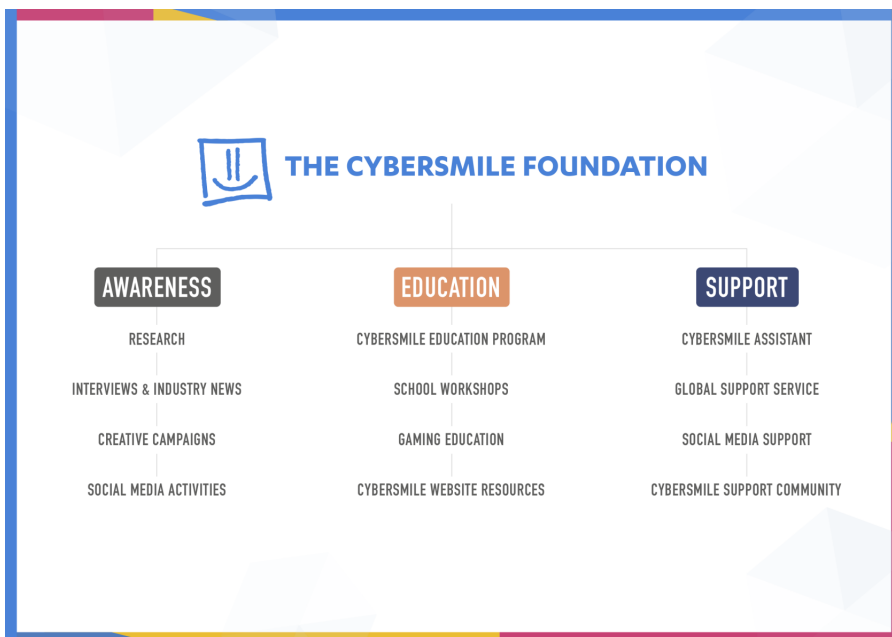 THE CYBERSMILE FOUNDATION
AWARENESS
RESEARCH
INTERVIEWS & INDUSTRY NEWS
CREATIVE CAMPAIGNS
SOCIAL MEDIA ACTIVITIES
EDUCATION
CYBERSMILE EDUCATION PROGRAM
SCHOOL WORKSHOPS
GAMING EDUCATION
CYBERSMILE WEBSITE RESOURCES
SUPPORT
CYBERSMILE ASSISTANT
GLOBAL SUPPORT SERVICE
SOCIAL MEDIA SUPPORT
CYBERSMILE SUPPORT COMMUNITY